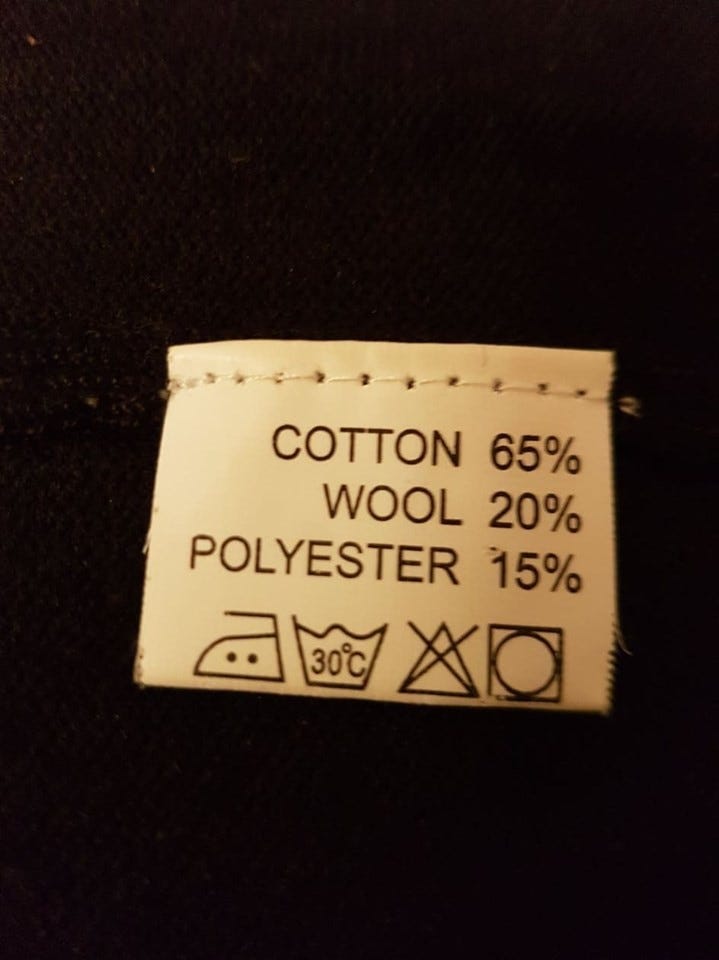 COTTON 65%
WOOL 20%
POLYESTER 15%
30°C